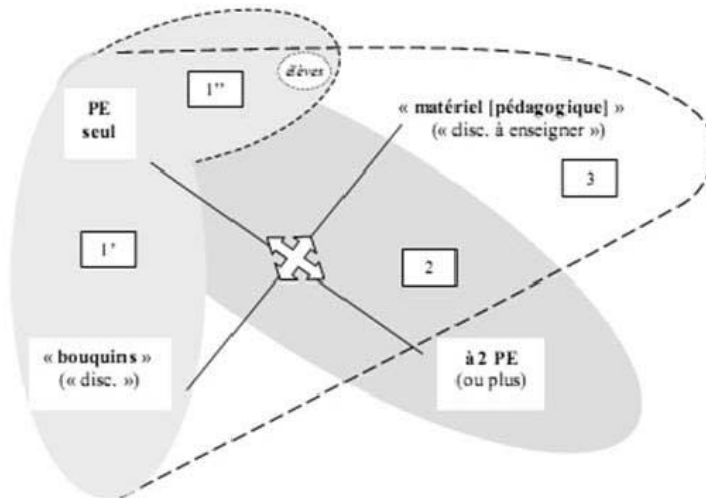 élèves
1’’
PE
seul
« matériel [pédagogique] »
(« disc. à enseigner »)
3
1’
2
« bouquins »
(« disc. »)
à 2 PE
(ou plus)